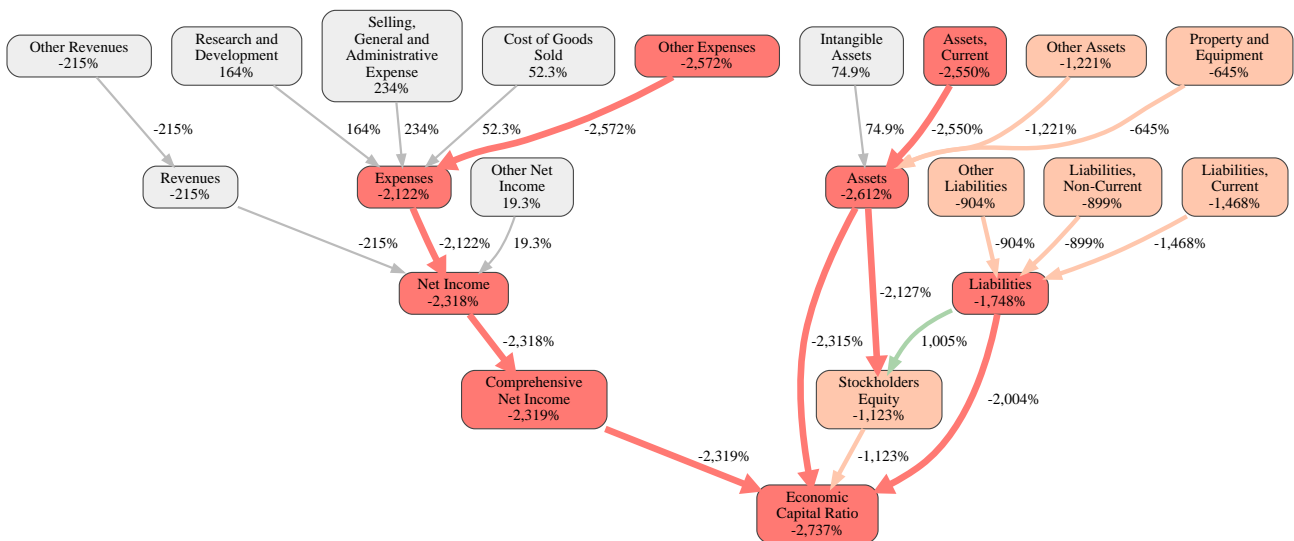 Other Revenues
-215%
Research and
Development
164%
Selling,
General and
Administrative
Expense
234%
Cost of Goods
Sold
52.3%
Other Expenses
-2,572%
Intangible
Assets
74.9%
Assets,
Current
-2,550%
Other Assets
-1,221%
Property and
Equipment
-645%
-215%
164%
234%
52.3%
-2,572%
74.9%
-2,550%
-1,221%
-645%
Revenues
-215%
Expenses
-2,122%
Other Net
Income
19.3%
Assets
-2,612%
Other
Liabilities
-904%
Liabilities,
Non-Current
-899%
Liabilities,
Current
-1,468%
-215%
-2,122%
19.3%
-904%
-899%
-1,468%
Net Income
-2,318%
-2,127%
Liabilities
-1,748%
-2,318%
-2,315%
1,005%
Comprehensive
Net Income
-2,319%
Stockholders
Equity
-1,123%
-2,004%
-2,319%
-1,123%
Economic
Capital Ratio
-2,737%